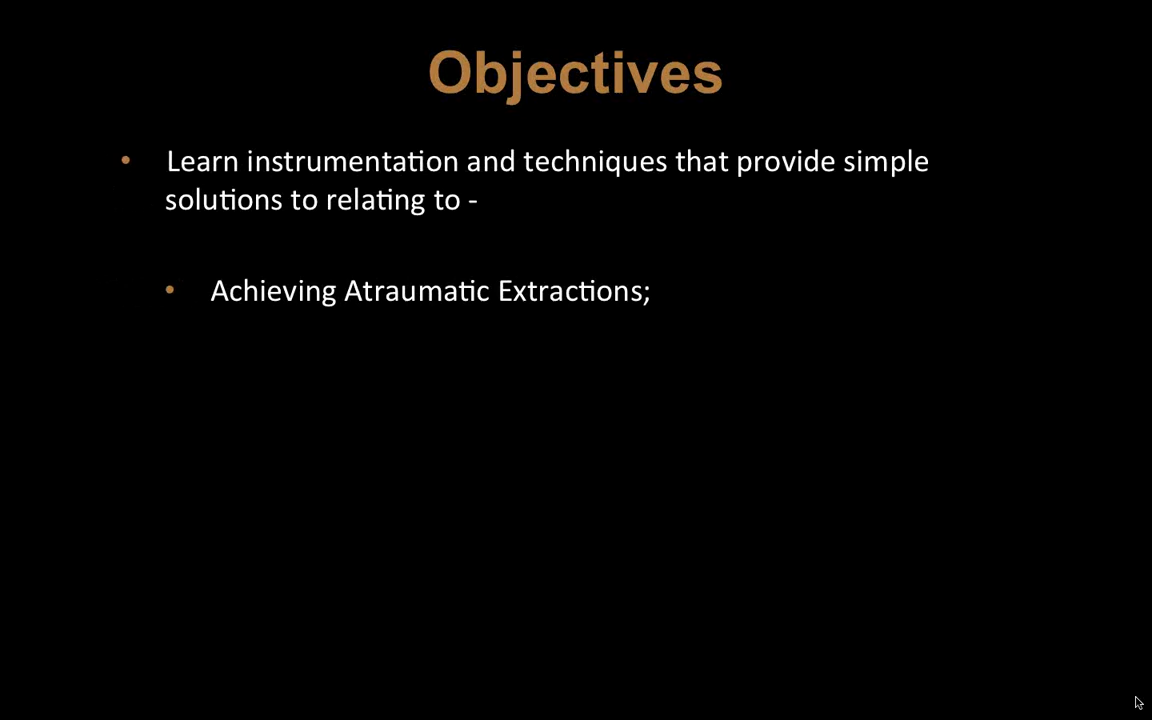 Objectives
• Learn instrumentation and techniques that provide simple
solutions to relating to -
• Achieving Atraumatic Extractions;